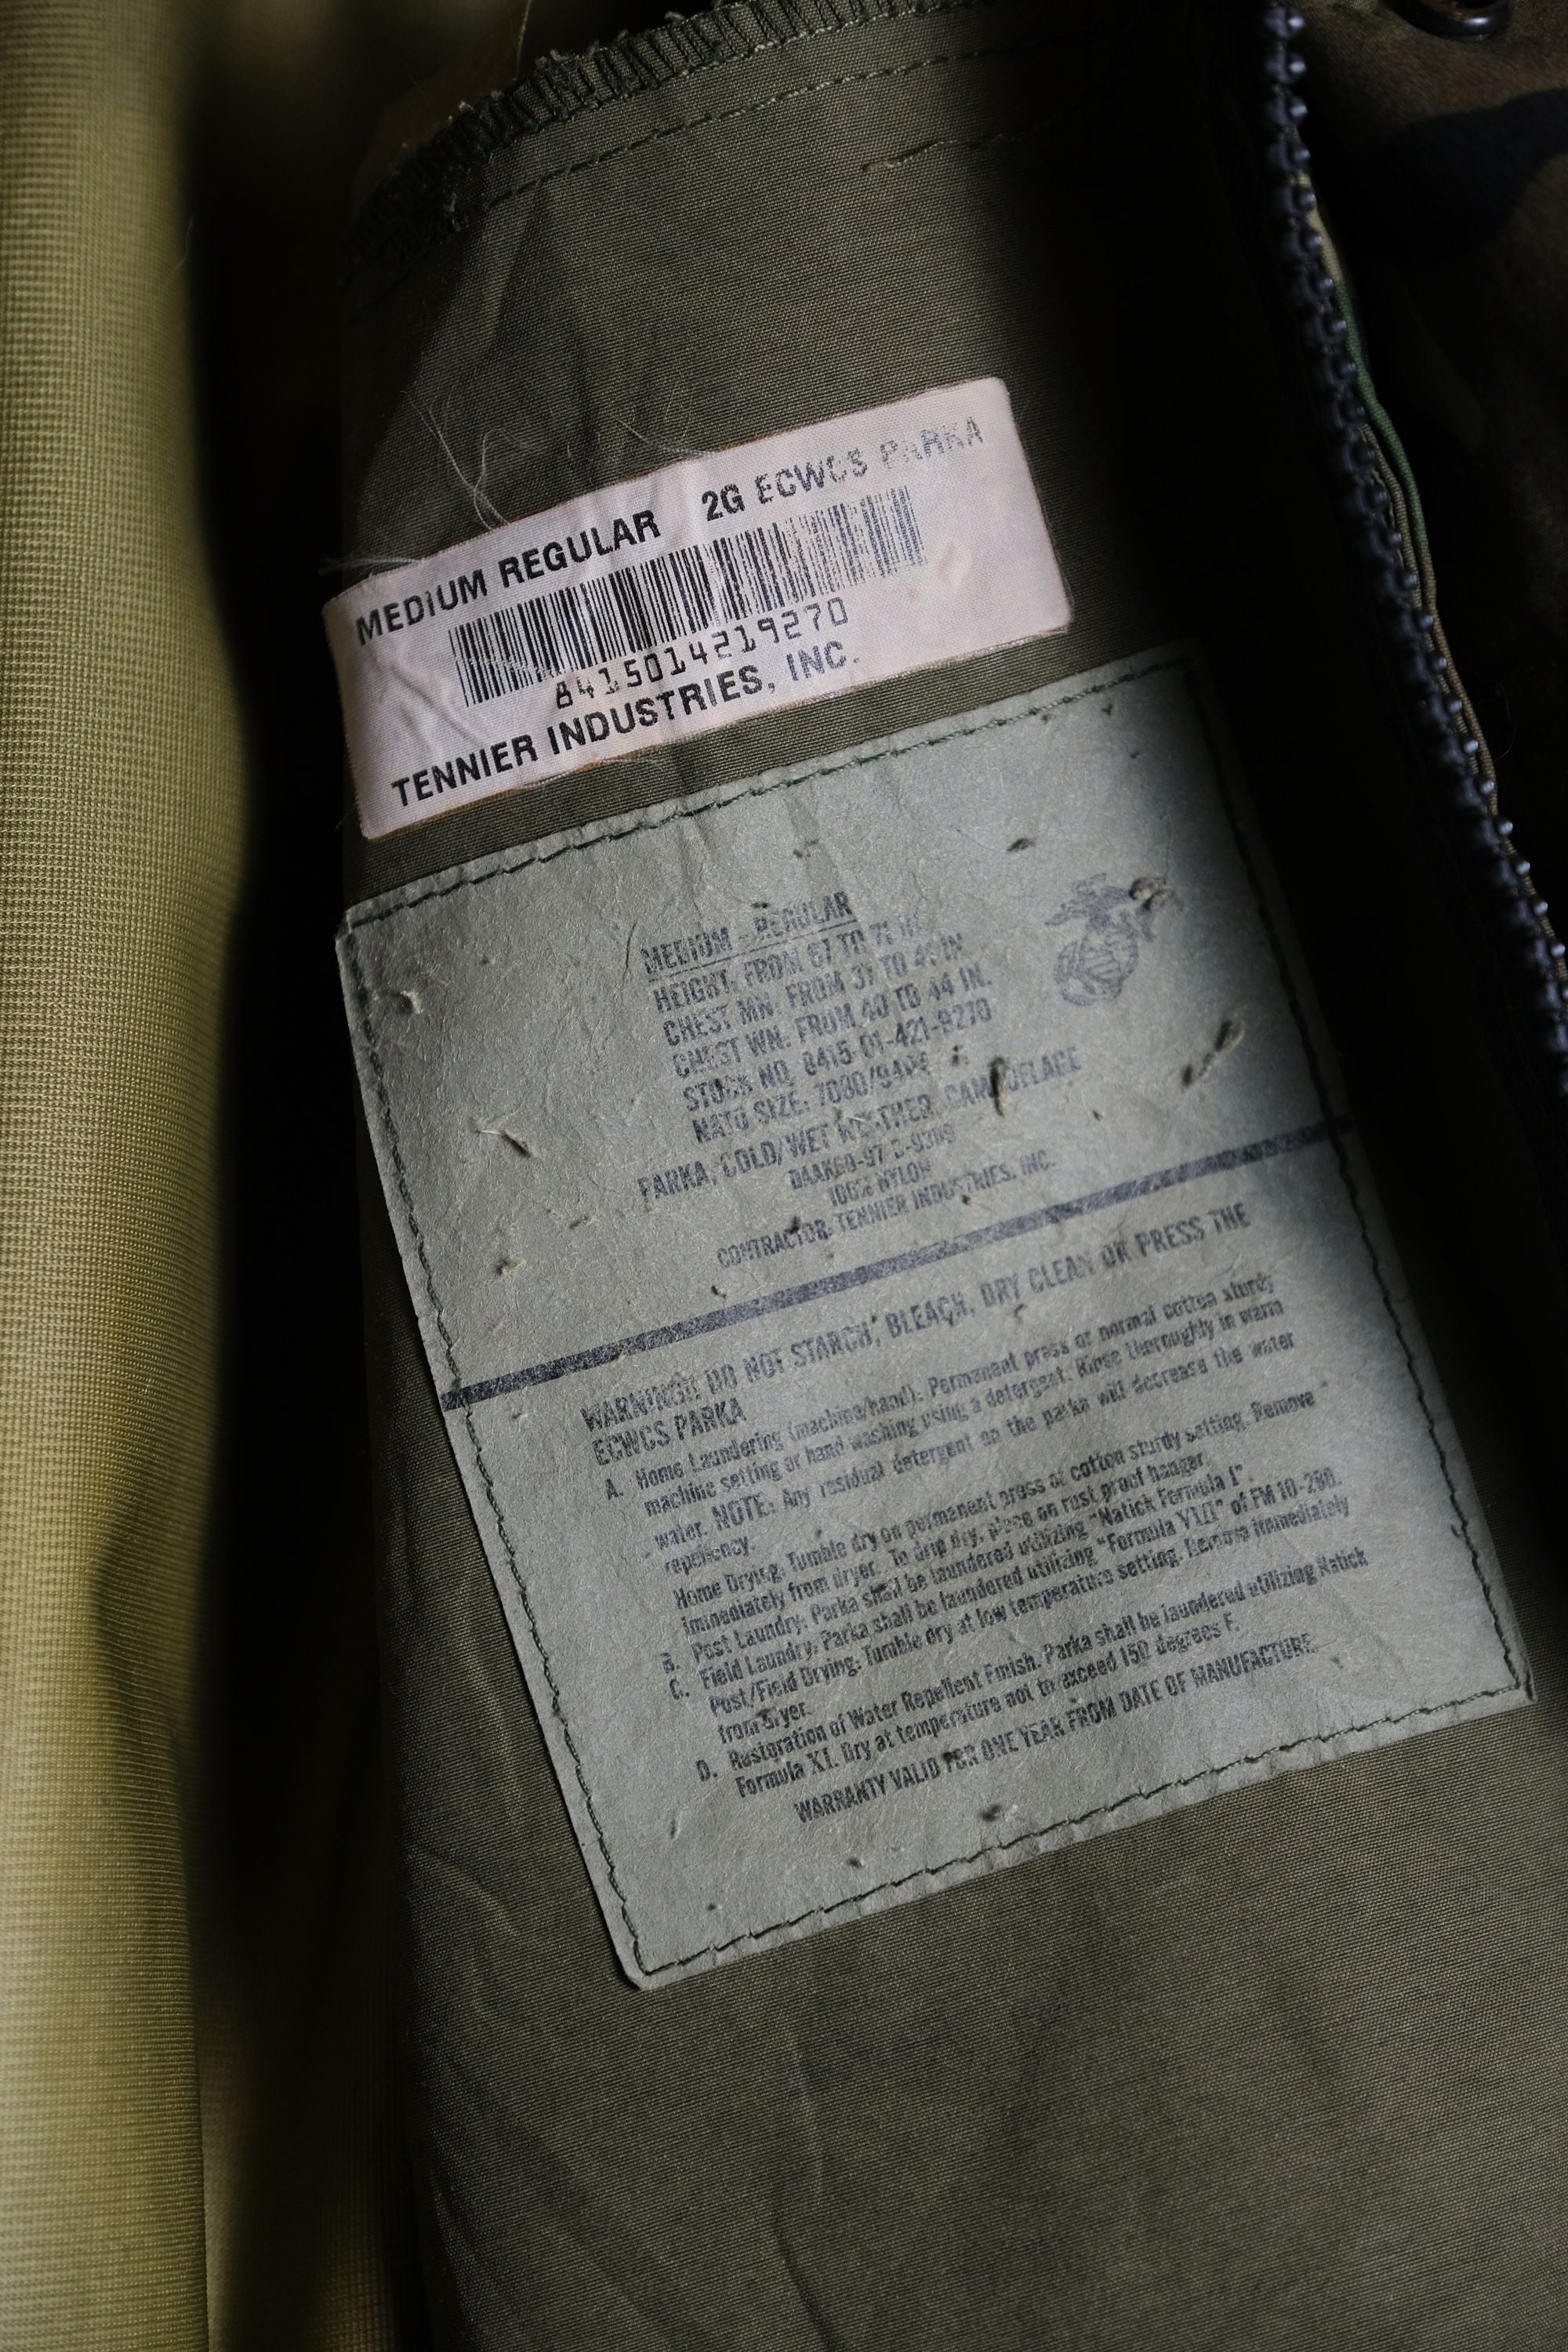 MEDIUM REGULAR 2G ECWCS PARKA
8415014219270
TENNIER INDUSTRIES, INC.
MEDIUM - REGULAR
HEIGHT: FROM 67 TO 71 IN.
CHEST MN: FROM 37 TO 41 IN.
CHEST WN: FROM 40 TO 44 IN.
STOCK NO. 8415-01-421-9270
NATO SIZE:
PARKA, COLD/WET WEATHER, CAMOUFLAGE
100% NYLON
CONTRACTOR: TENNIER INDUSTRIES, INC.
WARNING!! DO NOT STARCH, BLEACH, DRY CLEAN OR PRESS THE
ECWCS PARKA
A. Home Laundering (machine/hand): Permanent press or normal cotton sturdy
machine setting or hand washing using a detergent. Rinse thoroughly in warm
water. NOTE: Any residual detergent on the parka will decrease the water
repellency.
Home Drying: Tumble dry on permanent press or cotton sturdy setting. Remove
immediately from dryer. To drip dry, place on rust proof hanger.
B. Post Laundry: Parka shall be laundered utilizing "Natick Formula I".
C. Field Laundry: Parka shall be laundered utilizing "Formula VIII" of FM 10-280.
Post/Field Drying: Tumble dry at low temperature setting. Remove immediately
from dryer.
D. Restoration of Water Repellent Finish. Parka shall be laundered utilizing Natick
Formula XI. Dry at temperature not to exceed 150 degrees F.
WARRANTY VALID FOR ONE YEAR FROM DATE OF MANUFACTURE.